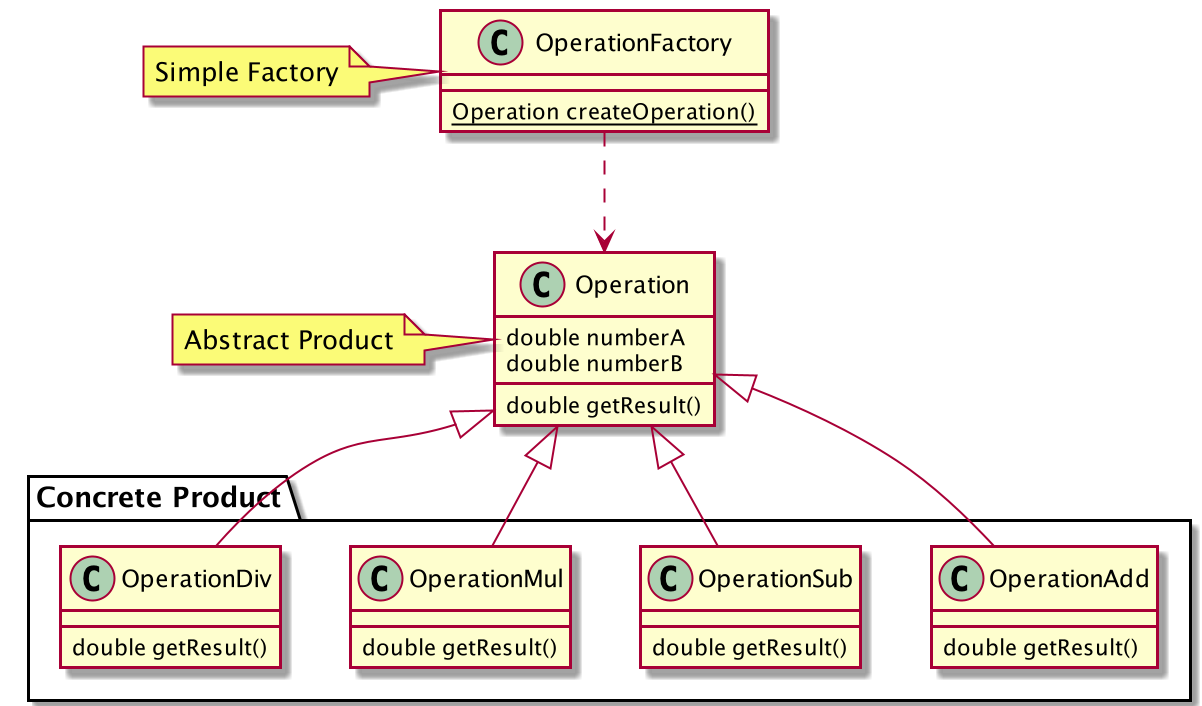 C OperationFactory
Simple Factory
Operation createOperation()
C Operation
Abstract Product
double numberA
double numberB
double getResult()
Concrete Product
C OperationDiv
double getResult()
C OperationMul
double getResult()
C OperationSub
double getResult()
C OperationAdd
double getResult()